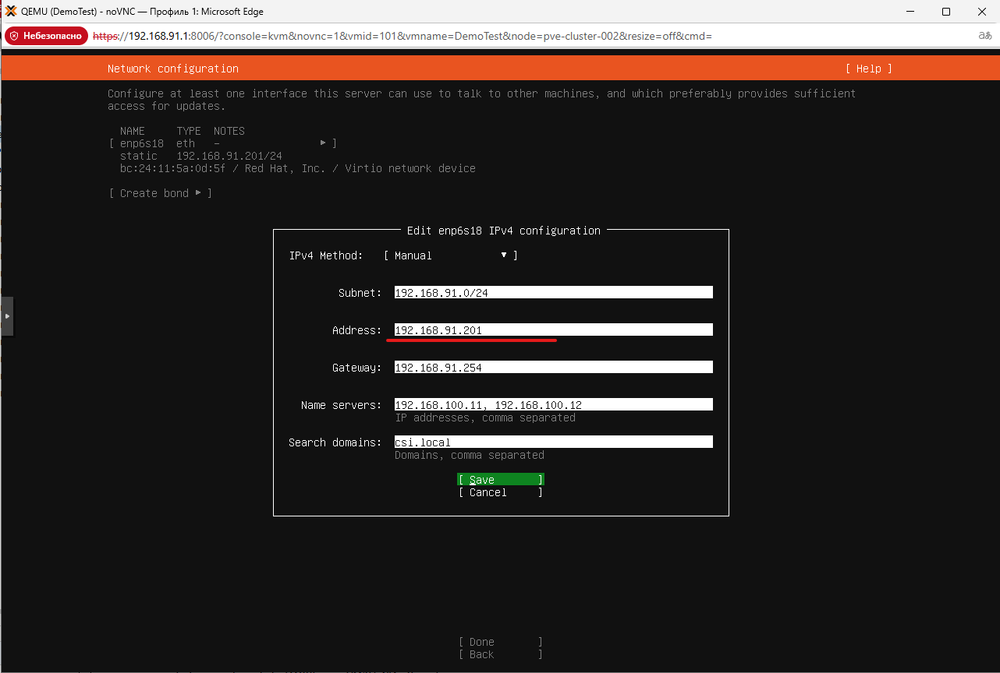 QEMU (DemoTest) - noVNC — Профиль 1: Microsoft Edge
Небезопасно https://192.168.91.1:8006/?console=kvm&novnc=1&vmid=101&vmname=DemoTest&node=pve-cluster-002&resize=off&cmd= aあ
Network configuration [ Help ]
Configure at least one interface this server can use to talk to other machines, and which preferably provides sufficient
access for updates.
NAME TYPE NOTES
[ enp6s18 eth - ▸ ]
static 192.168.91.201/24
bc:24:11:5a:0d:5f / Red Hat, Inc. / Virtio network device
[ Create bond ▸ ]
Edit enp6s18 IPv4 configuration
IPv4 Method: [ Manual ▾ ]
Subnet: 192.168.91.0/24
Address: 192.168.91.201
Gateway: 192.168.91.254
Name servers: 192.168.100.11, 192.168.100.12
IP addresses, comma separated
Search domains: csi.local
Domains, comma separated
[ Save ]
[ Cancel ]
[ Done ]
[ Back ]